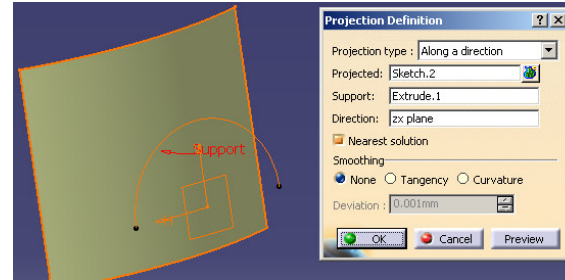 Support
Projection Definition
Projection type : Along a direction
Projected: Sketch.2
Support: Extrude.1
Direction: zx plane
Nearest solution
Smoothing
None Tangency Curvature
Deviation : 0.001mm
OK Cancel Preview